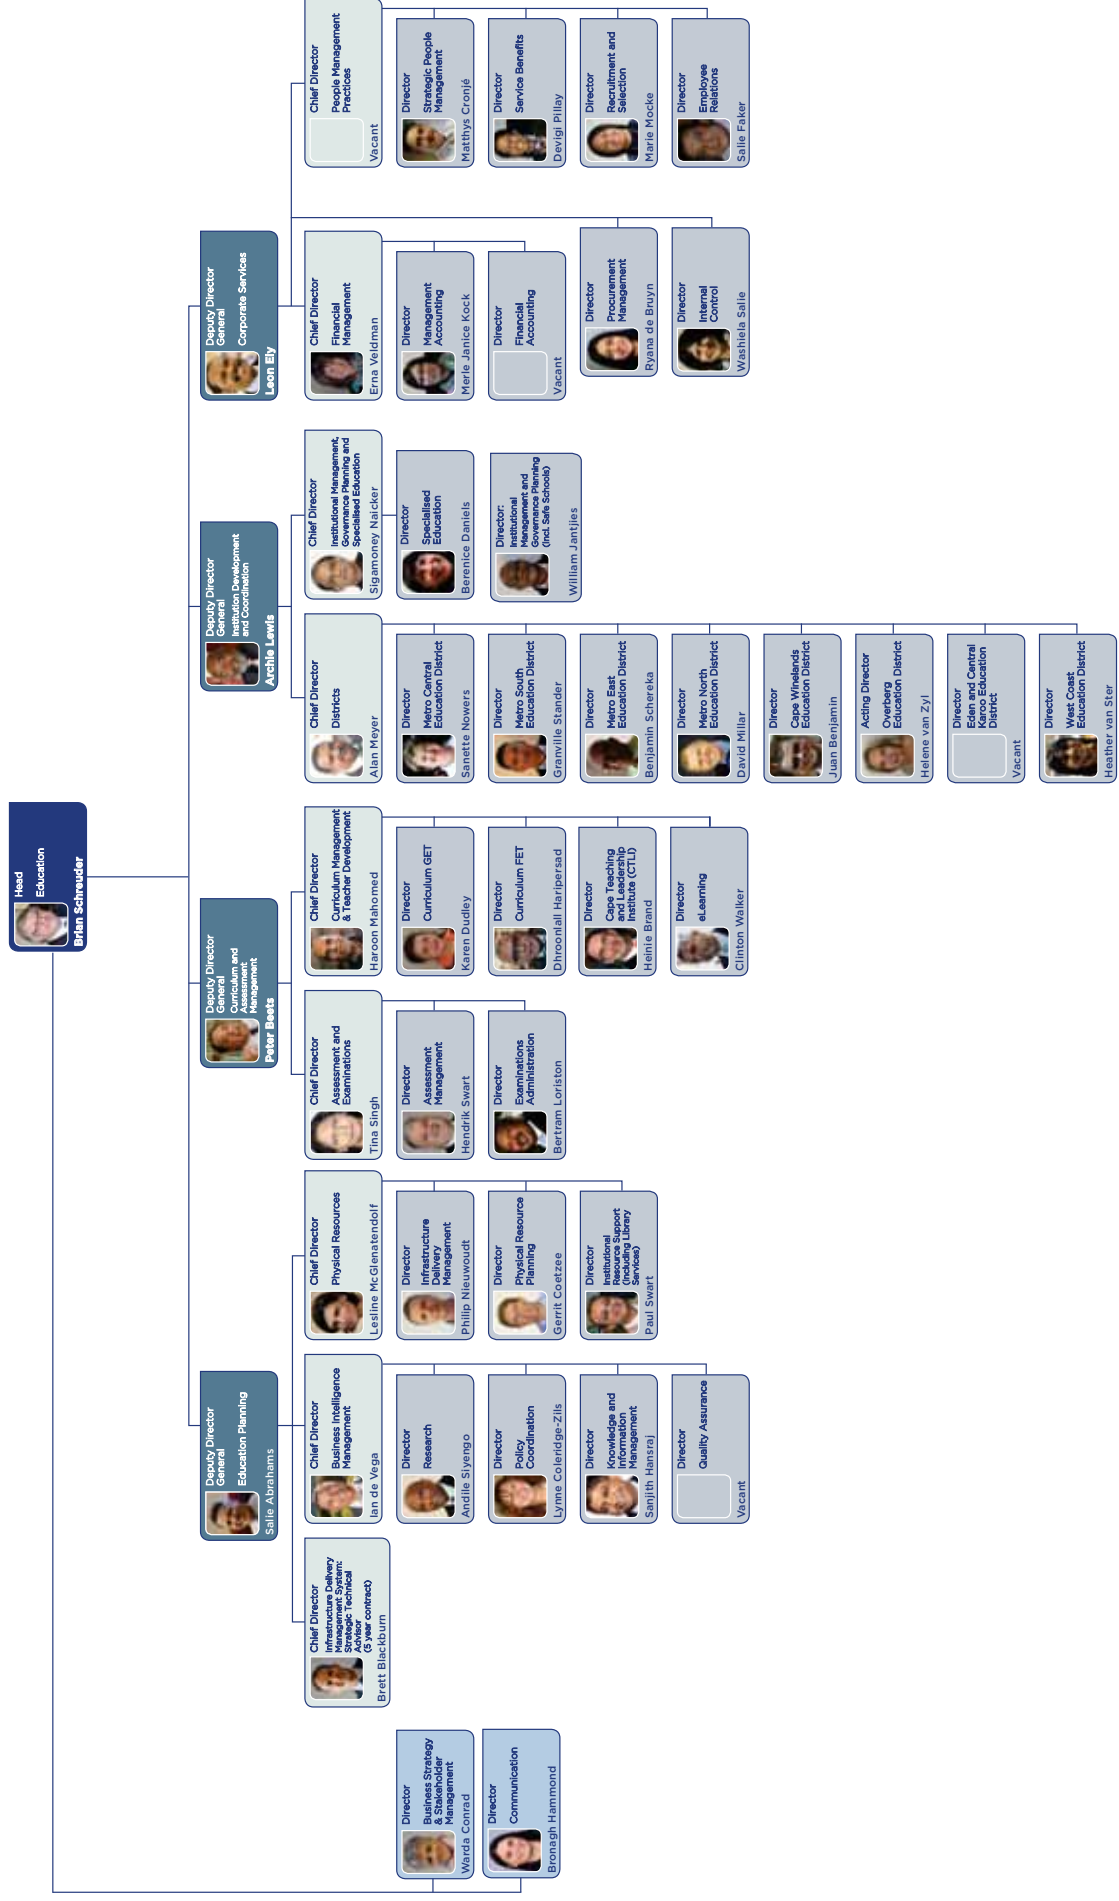 Head
Education
Brian Schreuder
Director
Business Strategy
& Stakeholder
Management
Warda Conrad
Director
Communication
Bronagh Hammond
Deputy Director
General
Education Planning
Salie Abrahams
Chief Director
Infrastructure Delivery
Management System:
Strategic Technical
Advisor
(5 year contract)
Brett Blackburn
Chief Director
Business Intelligence
Management
Ian de Vega
Director
Research
Andile Siyengo
Director
Policy
Coordination
Lynne Coleridge-Zils
Director
Knowledge and
Information
Management
Sanjith Hansraj
Director
Quality Assurance
Vacant
Chief Director
Physical Resources
Lesline McGlenatendolf
Director
Infrastructure
Delivery
Management
Philip Nieuwoudt
Director
Physical Resource
Planning
Gerrit Coetzee
Director
Institutional
Resource Support
(Including Library
Services)
Paul Swart
Deputy Director
General
Curriculum and
Assessment
Management
Peter Beets
Chief Director
Assessment and
Examinations
Tina Singh
Director
Assessment
Management
Hendrik Swart
Director
Examinations
Administration
Bertram Loriston
Chief Director
Curriculum Management
& Teacher Development
Haroon Mahomed
Director
Curriculum GET
Karen Dudley
Director
Curriculum FET
Dhroonlall Haripersad
Director
Cape Teaching
and Leadership
Institute (CTLI)
Heinie Brand
Director
eLearning
Clinton Walker
Deputy Director
General
Institution Development
and Coordination
Archie Lewis
Chief Director
Districts
Alan Meyer
Director
Metro Central
Education District
Sanette Nowers
Director
Metro South
Education District
Granville Stander
Director
Metro East
Education District
Benjamin Schereka
Director
Metro North
Education District
David Millar
Director
Cape Winelands
Education District
Juan Benjamin
Acting Director
Overberg
Education District
Helene van Zyl
Director
Eden and Central
Karoo Education
District
Vacant
Director
West Coast
Education District
Heather van Ster
Chief Director
Institutional Management,
Governance Planning and
Specialised Education
Sigamoney Naicker
Director
Specialised
Education
Berenice Daniels
Director:
Institutional
Management and
Governance Planning
(incl. Safe Schools)
William Jantjies
Deputy Director
General
Corporate Services
Leon Ely
Chief Director
Financial
Management
Erna Veldman
Director
Management
Accounting
Merle Janice Kock
Director
Financial
Accounting
Vacant
Director
Procurement
Management
Ryana de Bruyn
Director
Internal
Control
Washiela Salie
Chief Director
People Management
Practices
Vacant
Director
Strategic People
Management
Matthys Cronjé
Director
Service Benefits
Devigi Pillay
Director
Recruitment and
Selection
Marie Mocke
Director
Employee
Relations
Salie Faker